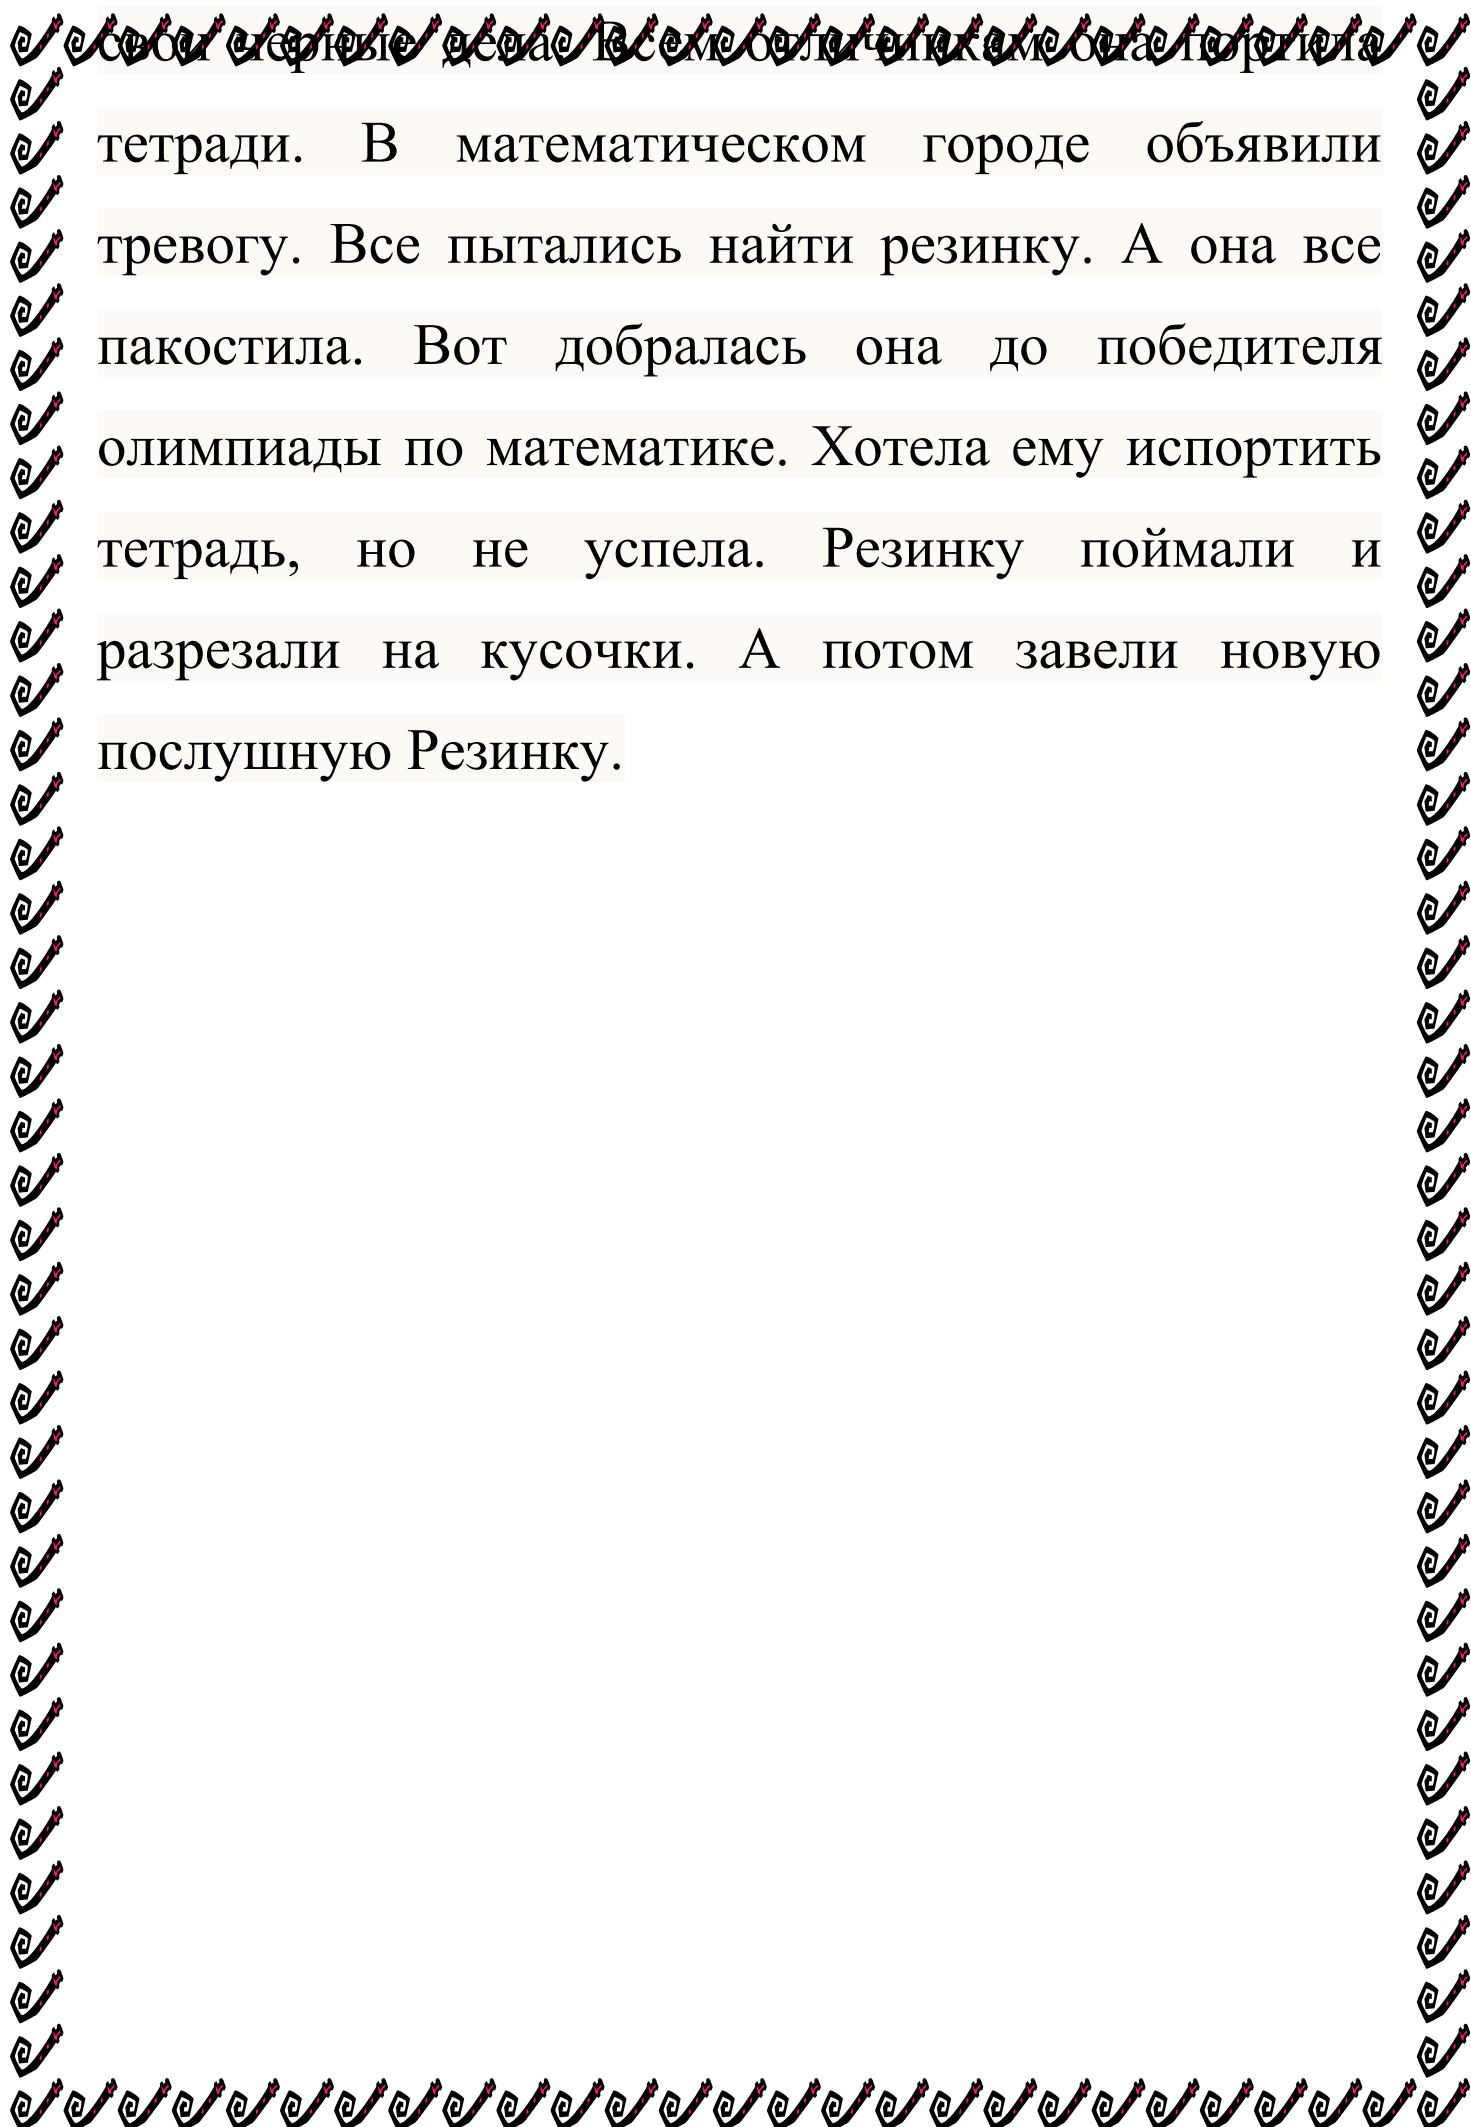 свои черные дела. Всем отличникам она портила
тетради. В математическом городе объявили
тревогу. Все пытались найти резинку. А она все
пакостила. Вот добралась она до победителя
олимпиады по математике. Хотела ему испортить
тетрадь, но не успела. Резинку поймали и
разрезали на кусочки. А потом завели новую
послушную Резинку.